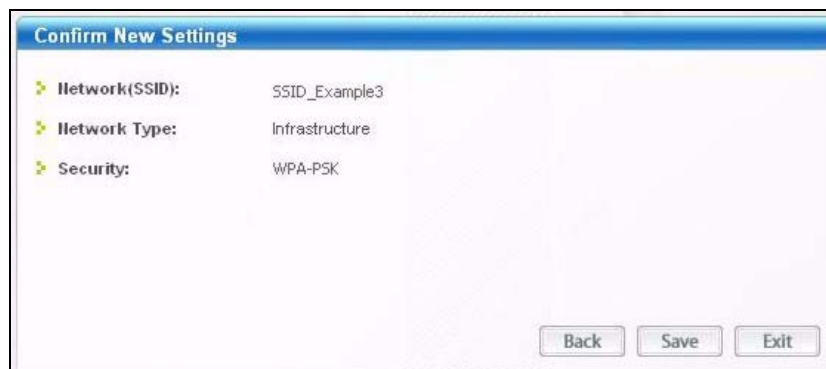 Confirm New Settings
Network(SSID): SSID_Example3
Network Type: Infrastructure
Security: WPA-PSK
Back Save Exit